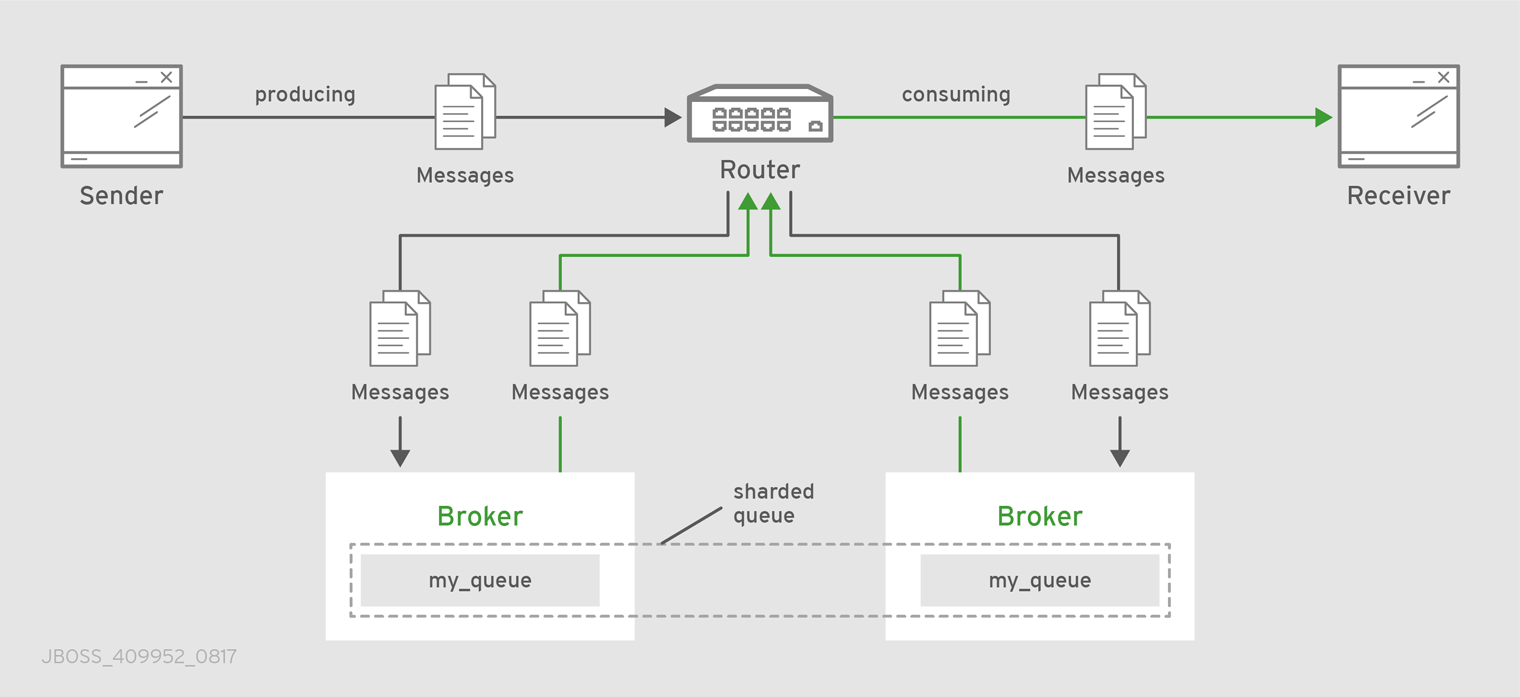 producing
consuming
Messages
Messages
Router
Sender
Receiver
Messages
Messages
Messages
Messages
sharded
queue
Broker
Broker
my_queue
my_queue
JBOSS_409952_0817